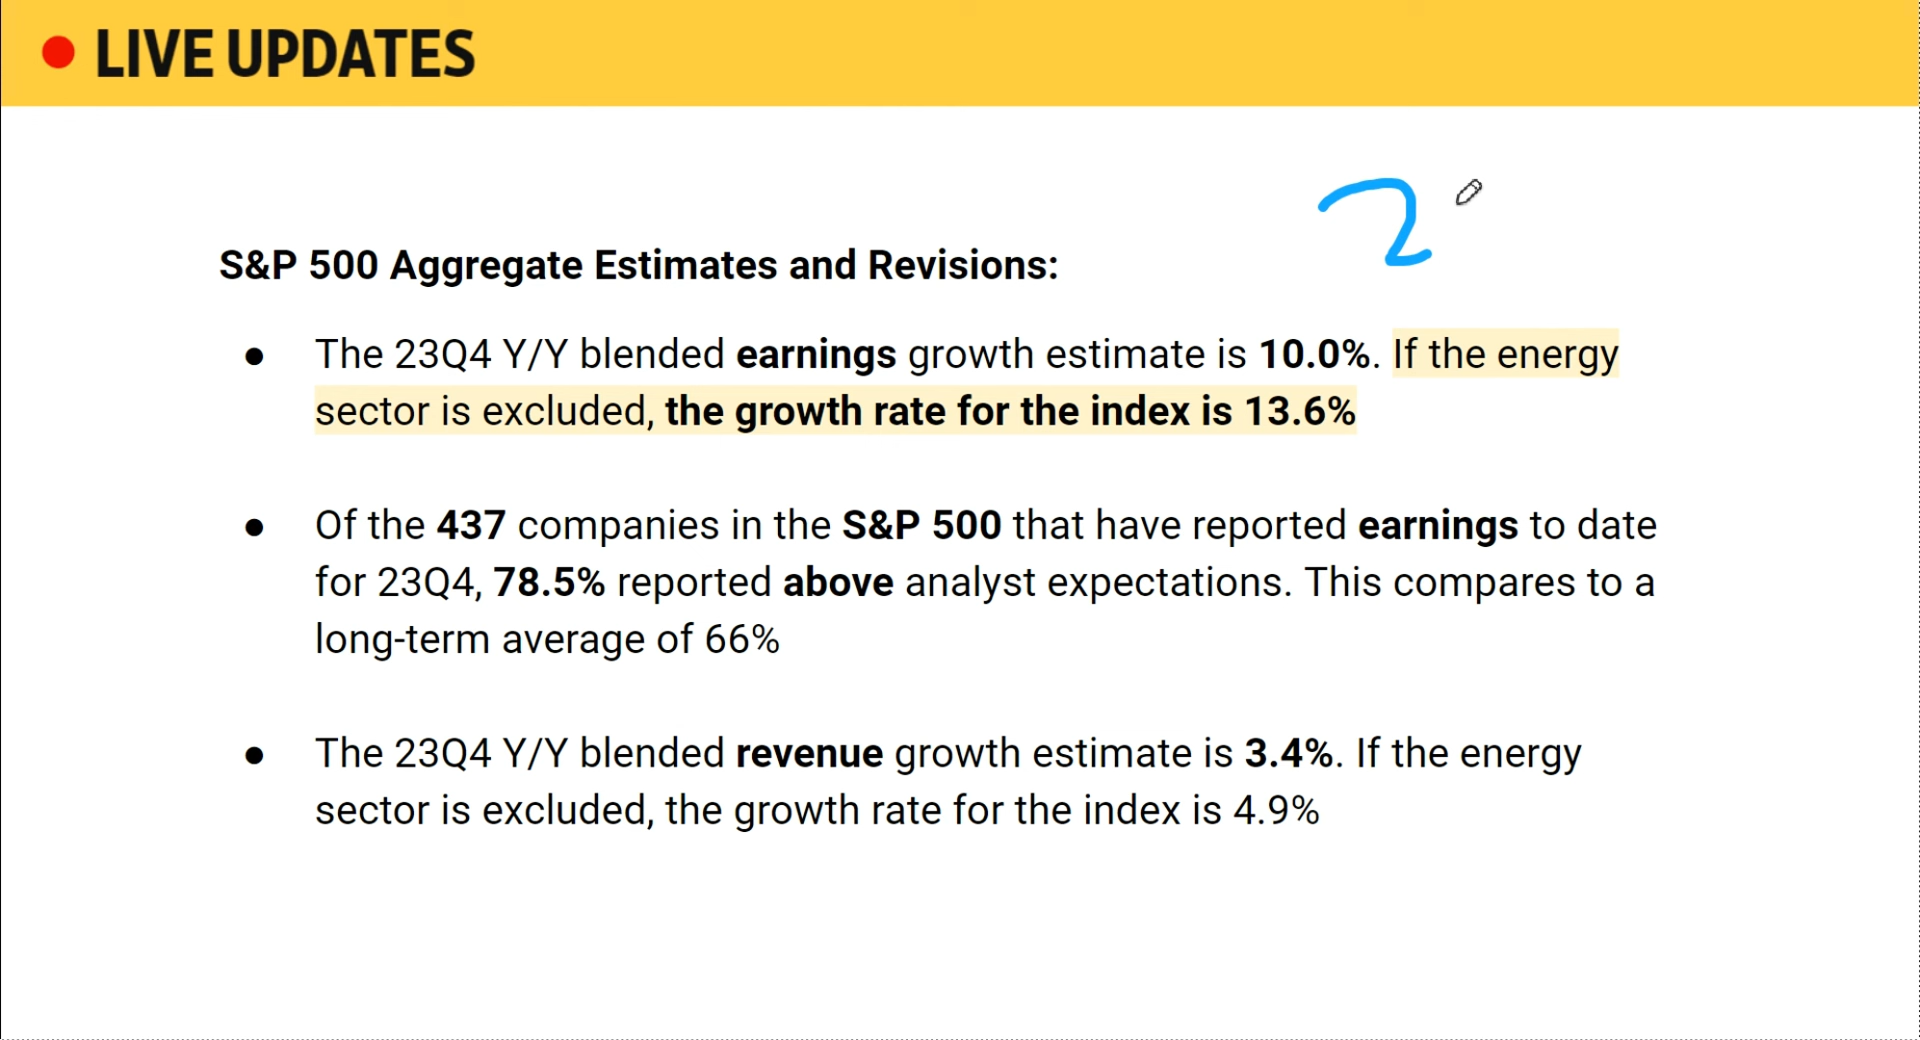 LIVE UPDATES
2
S&P 500 Aggregate Estimates and Revisions:
● The 23Q4 Y/Y blended earnings growth estimate is 10.0%. If the energy
sector is excluded, the growth rate for the index is 13.6%
● Of the 437 companies in the S&P 500 that have reported earnings to date
for 23Q4, 78.5% reported above analyst expectations. This compares to a
long-term average of 66%
● The 23Q4 Y/Y blended revenue growth estimate is 3.4%. If the energy
sector is excluded, the growth rate for the index is 4.9%